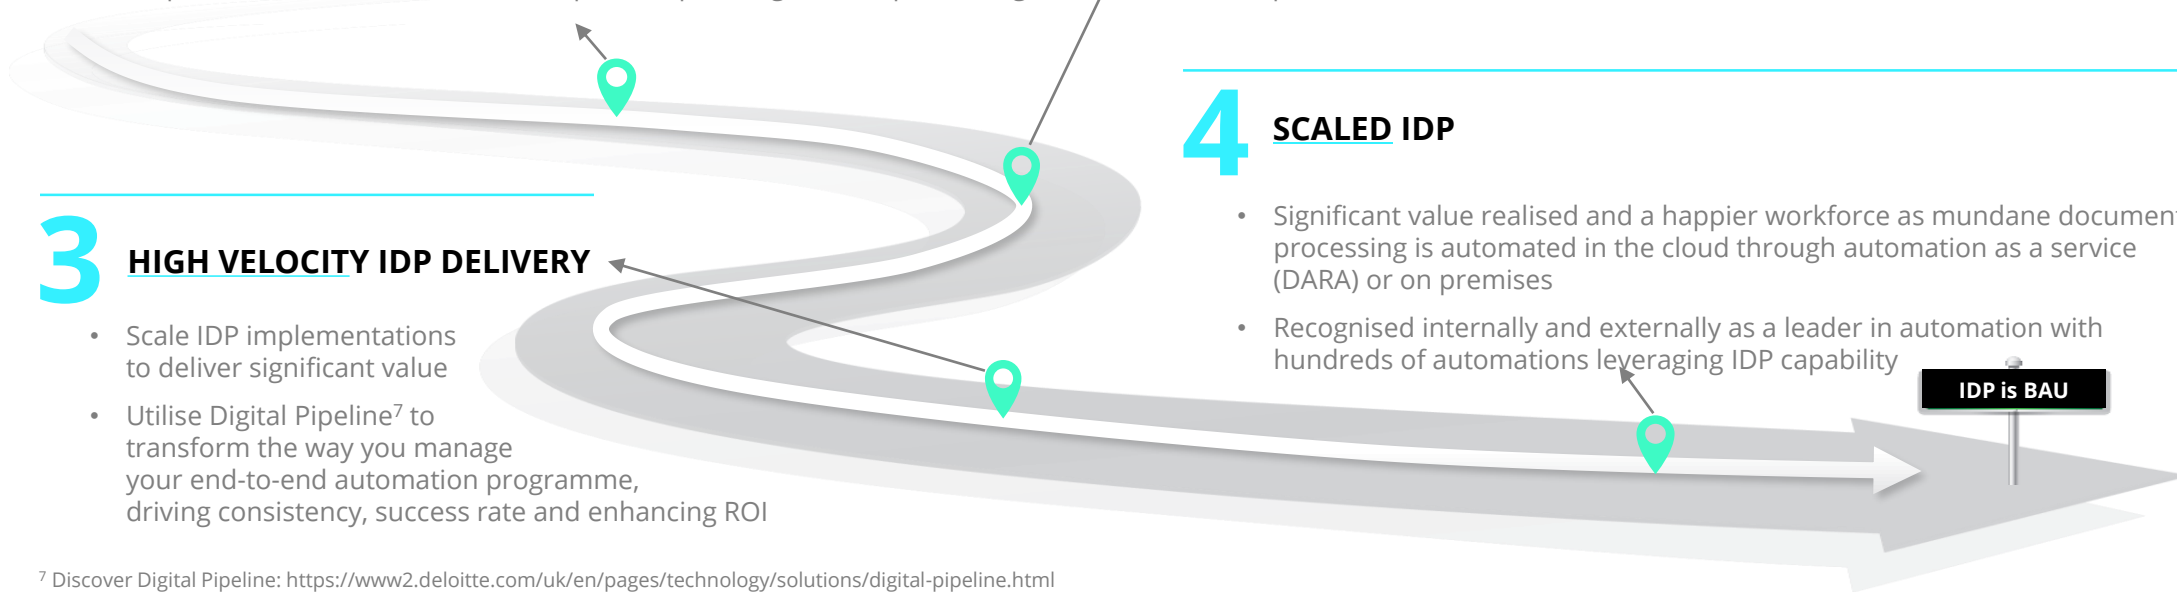 3
HIGH VELOCITY IDP DELIVERY
• Scale IDP implementations
to deliver significant value
• Utilise Digital Pipeline⁷ to
transform the way you manage
your end-to-end automation programme,
driving consistency, success rate and enhancing ROI
4
SCALED IDP
• Significant value realised and a happier workforce as mundane document
processing is automated in the cloud through automation as a service
(DARA) or on premises
• Recognised internally and externally as a leader in automation with
hundreds of automations leveraging IDP capability
IDP is BAU
⁷ Discover Digital Pipeline: https://www2.deloitte.com/uk/en/pages/technology/solutions/digital-pipeline.html